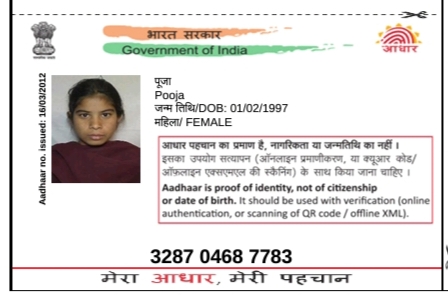 भारत सरकार
Government of India
आधार
Aadhaar no. issued: 16/03/2012
पूजा
Pooja
जन्म तिथि/DOB: 01/02/1997
महिला/ FEMALE
आधार पहचान का प्रमाण है, नागरिकता या जन्मतिथि का नहीं ।
इसका उपयोग सत्यापन (ऑनलाइन प्रमाणीकरण, या क्यूआर कोड/
ऑफ़लाइन एक्सएमएल की स्कैनिंग) के साथ किया जाना चाहिए ।
Aadhaar is proof of identity, not of citizenship
or date of birth. It should be used with verification (online
authentication, or scanning of QR code / offline XML).
3287 0468 7783
मेरा आधार, मेरी पहचान